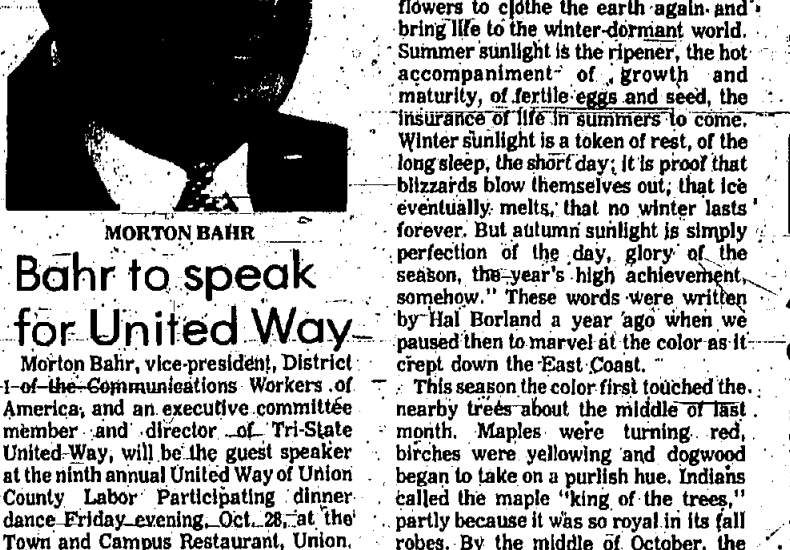 MORTON BAHR
Bahr to speak
for United Way
Morton Bahr, vice-president, District
1 of the Communications Workers of
America, and an executive committee
member and director of Tri-State
United Way, will be the guest speaker
at the ninth annual United Way of Union
County Labor Participating dinner
dance Friday evening, Oct. 28, at the
Town and Campus Restaurant, Union.
flowers to clothe the earth again and
bring life to the winter-dormant world.
Summer sunlight is the ripener, the hot
accompaniment of growth and
maturity, of fertile eggs and seed, the
insurance of life in summers to come.
Winter sunlight is a token of rest, of the
long sleep, the short day; it is proof that
blizzards blow themselves out, that ice
eventually melts, that no winter lasts
forever. But autumn sunlight is simply
perfection of the day, glory of the
season, the year's high achievement,
somehow." These words were written
by Hal Borland a year ago when we
paused then to marvel at the color as it
crept down the East Coast.
This season the color first touched the
nearby trees about the middle of last
month. Maples were turning red,
birches were yellowing and dogwood
began to take on a purlish hue. Indians
called the maple "king of the trees,"
partly because it was so royal in its fall
robes. By the middle of October, the